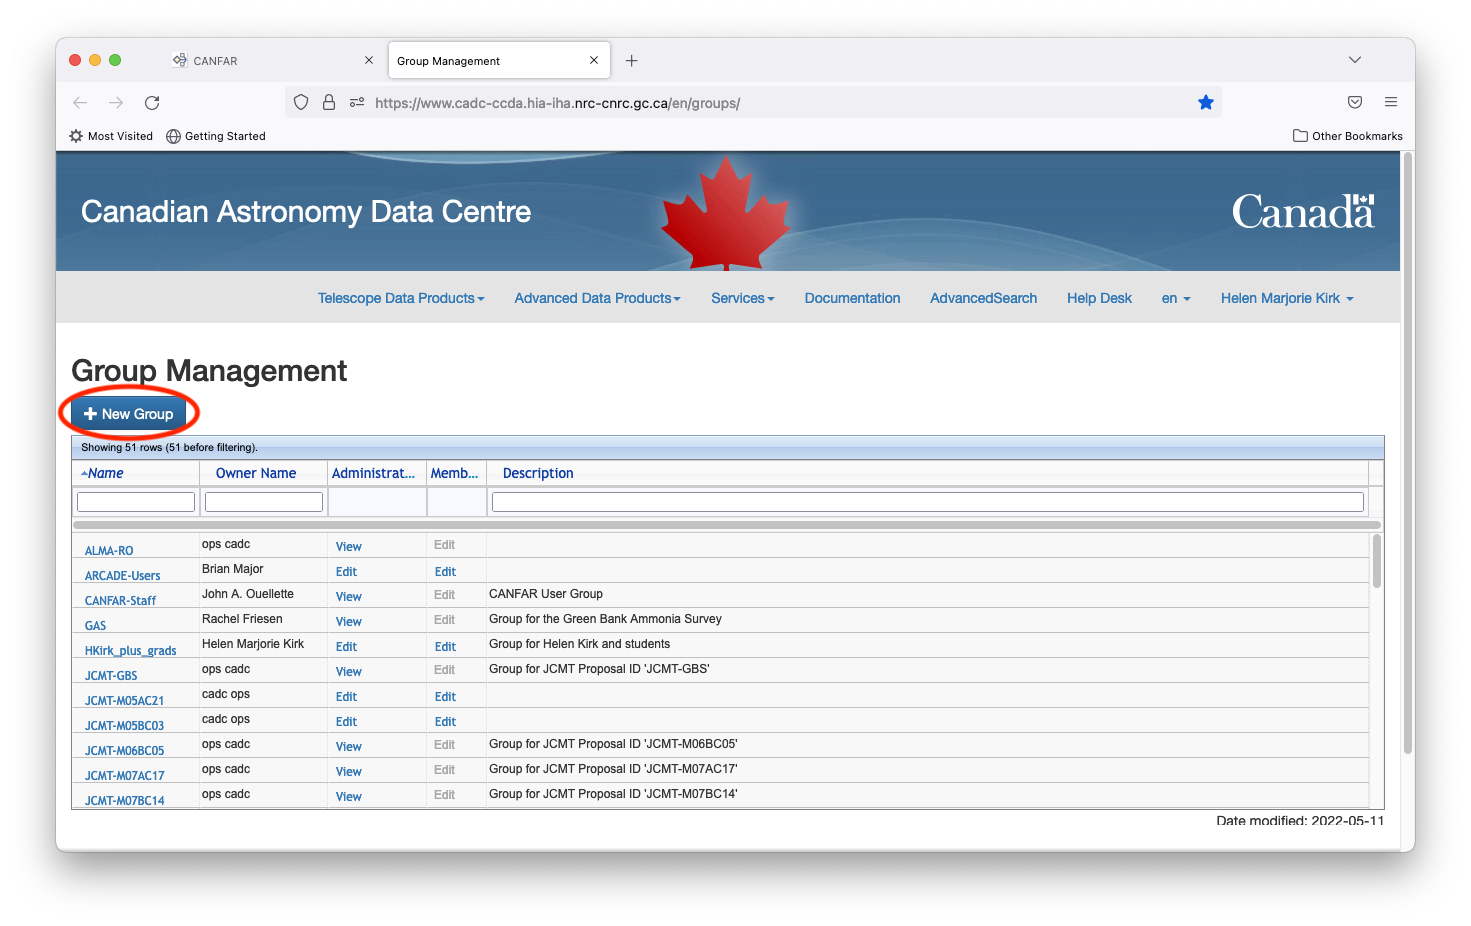 CANFAR
Group Management
https://www.cadc-ccda.hia-iha.nrc-cnrc.gc.ca/en/groups/
Most Visited Getting Started Other Bookmarks
Canadian Astronomy Data Centre
Canada
Telescope Data Products Advanced Data Products Services Documentation AdvancedSearch Help Desk en Helen Marjorie Kirk
Group Management
+ New Group
Showing 51 rows (51 before filtering).
Name Owner Name Administrat... Memb... Description
ALMA-RO ops cadc View Edit
ARCADE-Users Brian Major Edit Edit
CANFAR-Staff John A. Ouellette View Edit CANFAR User Group
GAS Rachel Friesen View Edit Group for the Green Bank Ammonia Survey
HKirk_plus_grads Helen Marjorie Kirk Edit Edit Group for Helen Kirk and students
JCMT-GBS ops cadc View Edit Group for JCMT Proposal ID 'JCMT-GBS'
JCMT-M05AC21 cadc ops Edit Edit
JCMT-M05BC03 cadc ops Edit Edit
JCMT-M06BC05 ops cadc View Edit Group for JCMT Proposal ID 'JCMT-M06BC05'
JCMT-M07AC17 ops cadc View Edit Group for JCMT Proposal ID 'JCMT-M07AC17'
JCMT-M07BC14 ops cadc View Edit Group for JCMT Proposal ID 'JCMT-M07BC14'
Date modified: 2022-05-11